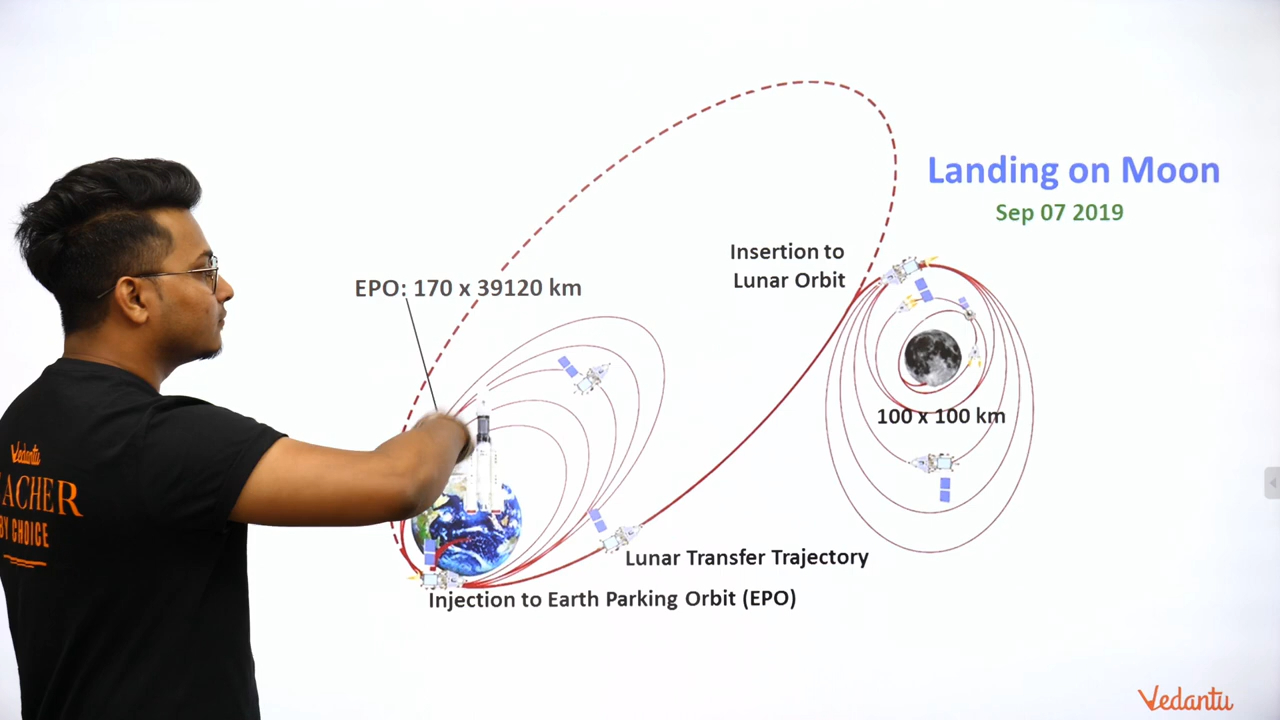 Landing on Moon
Sep 07 2019
Insertion to
Lunar Orbit
EPO: 170 x 39120 km
100 x 100 km
Lunar Transfer Trajectory
Injection to Earth Parking Orbit (EPO)
Vedantu
ACHER
BY CHOICE
Vedantu